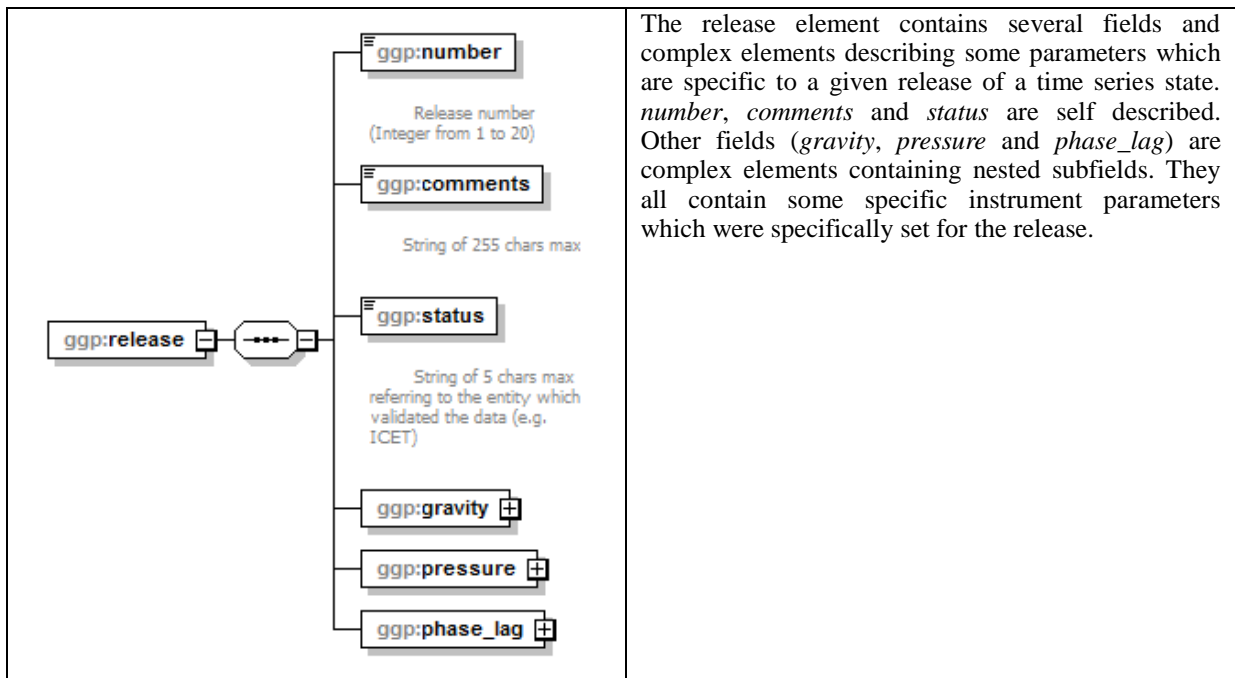 ggp:number
Release number
(Integer from 1 to 20)
ggp:comments
String of 255 chars max
ggp:status
ggp:release
String of 5 chars max
referring to the entity which
validated the data (e.g.
ICET)
ggp:gravity
ggp:pressure
ggp:phase_lag
The release element contains several fields and
complex elements describing some parameters which
are specific to a given release of a time series state.
number, comments and status are self described.
Other fields (gravity, pressure and phase_lag) are
complex elements containing nested subfields. They
all contain some specific instrument parameters
which were specifically set for the release.